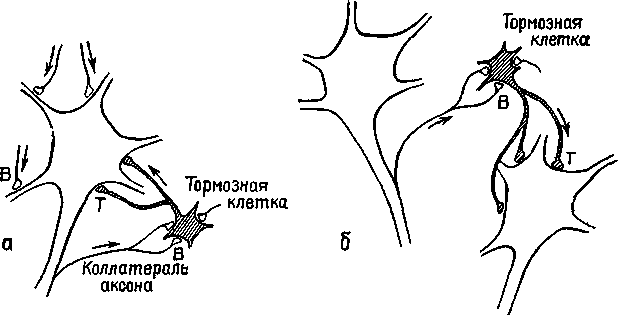 В
Т
Тормозная
клетка
В
а
Коллатераль
аксона
Тормозная
клетка
В
Т
б